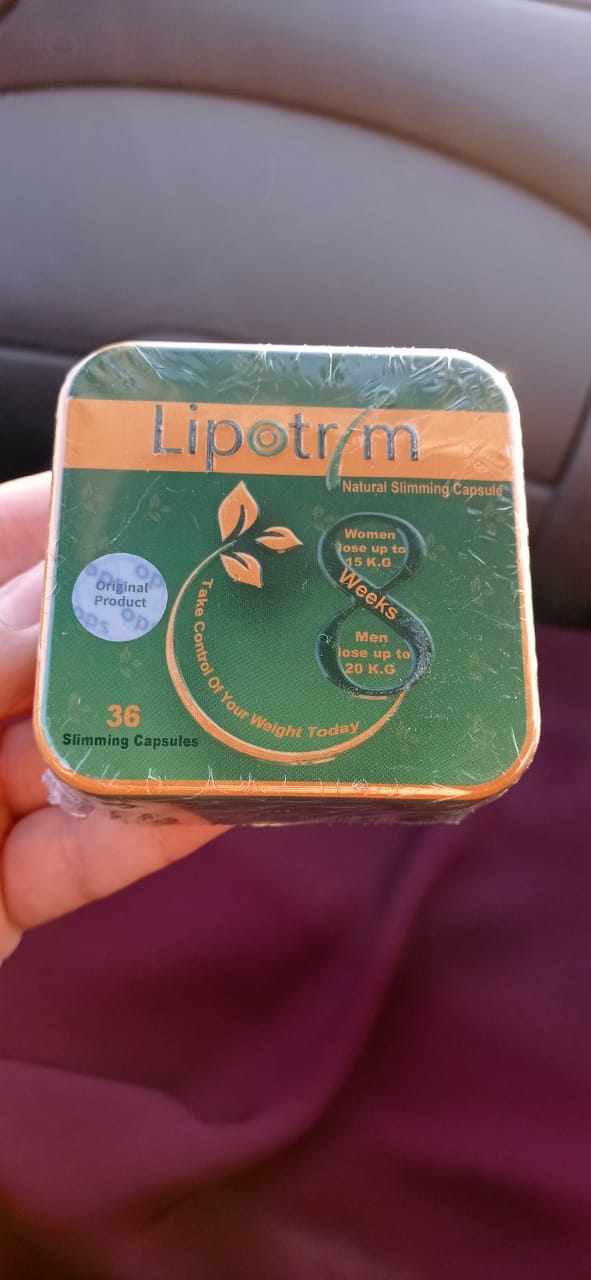 Lipotrim
Natural Slimming Capsule
Women
lose up to
15 K.G
Weeks
Men
lose up to
20 K.G
Original
Product
Take Control Of Your Weight Today
36
Slimming Capsules